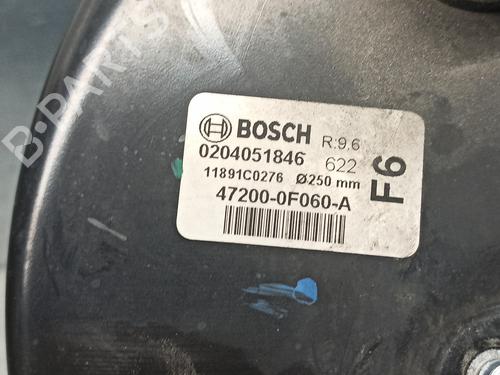 B-PARTS
BOSCH R:9,6
0204051846 622
11891C0276 Ø250 mm
47200-0F060-A
F6